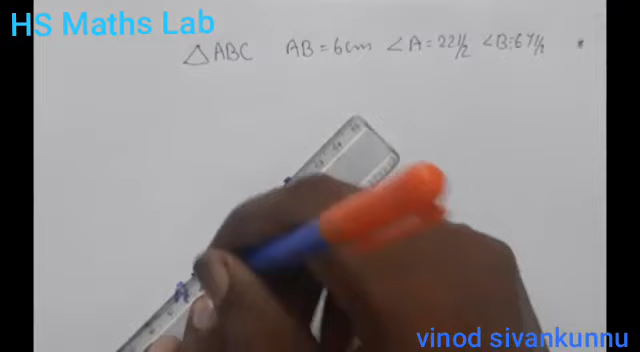 HS Maths Lab
△ABC AB = 6cm ∠A = 22½ ∠B = 67½
vinod sivankunnu